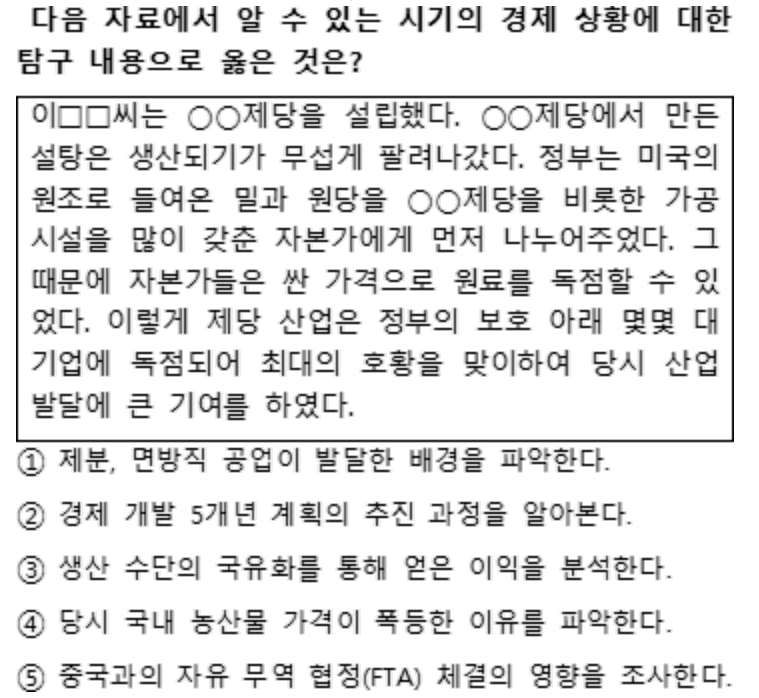 다음 자료에서 알 수 있는 시기의 경제 상황에 대한
탐구 내용으로 옳은 것은?
이□□씨는 ○○제당을 설립했다. ○○제당에서 만든
설탕은 생산되기가 무섭게 팔려나갔다. 정부는 미국의
원조로 들여온 밀과 원당을 ○○제당을 비롯한 가공
시설을 많이 갖춘 자본가에게 먼저 나누어주었다. 그
때문에 자본가들은 싼 가격으로 원료를 독점할 수 있
었다. 이렇게 제당 산업은 정부의 보호 아래 몇몇 대
기업에 독점되어 최대의 호황을 맞이하여 당시 산업
발달에 큰 기여를 하였다.
① 제분, 면방직 공업이 발달한 배경을 파악한다.
② 경제 개발 5개년 계획의 추진 과정을 알아본다.
③ 생산 수단의 국유화를 통해 얻은 이익을 분석한다.
④ 당시 국내 농산물 가격이 폭등한 이유를 파악한다.
⑤ 중국과의 자유 무역 협정(FTA) 체결의 영향을 조사한다.